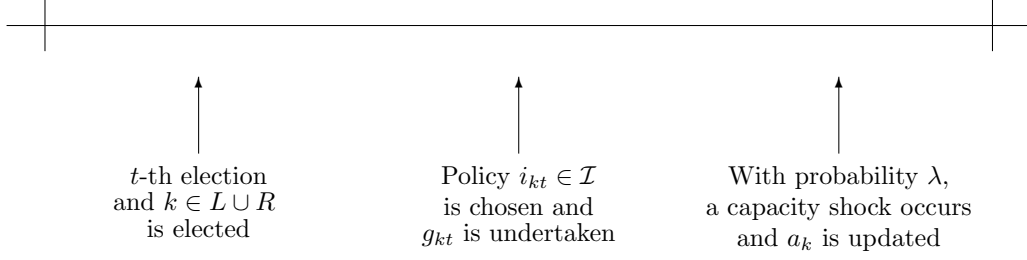 t-th election
and k ∈ L ∪ R
is elected
Policy i_{kt} ∈ \mathcal{I}
is chosen and
g_{kt} is undertaken
With probability λ,
a capacity shock occurs
and a_k is updated